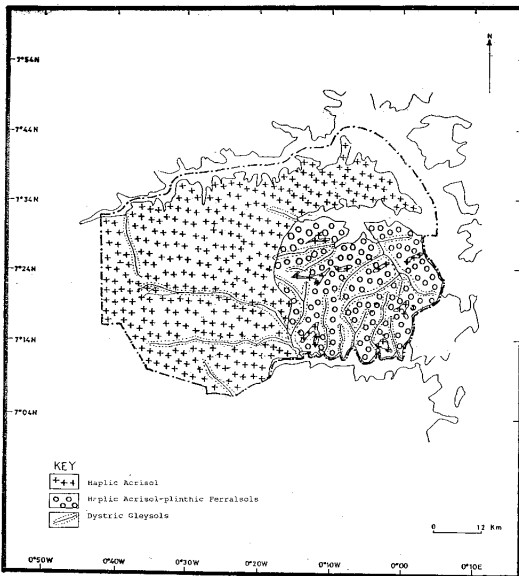 N
7°54N
7°44N
7°34N
7°24N
7°14N
7°04N
KEY
Haplic Acrisol
Haplic Acrisol-plinthic Ferralsols
Dystric Gleysols
0 12 Km
0°50W 0°40W 0°30W 0°20W 0°10W 0°00 0°10E